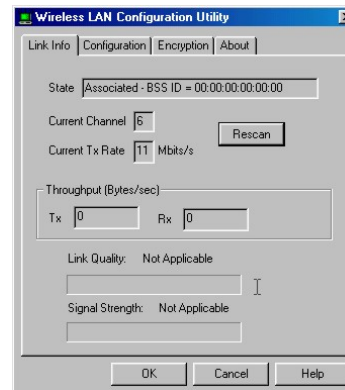 Wireless LAN Configuration Utility
Link Info Configuration Encryption About
State Associated - BSS ID = 00:00:00:00:00:00
Current Channel 6
Rescan
Current Tx Rate 11 Mbits/s
Throughput (Bytes/sec)
Tx 0 Rx 0
Link Quality: Not Applicable
Signal Strength: Not Applicable
OK Cancel Help